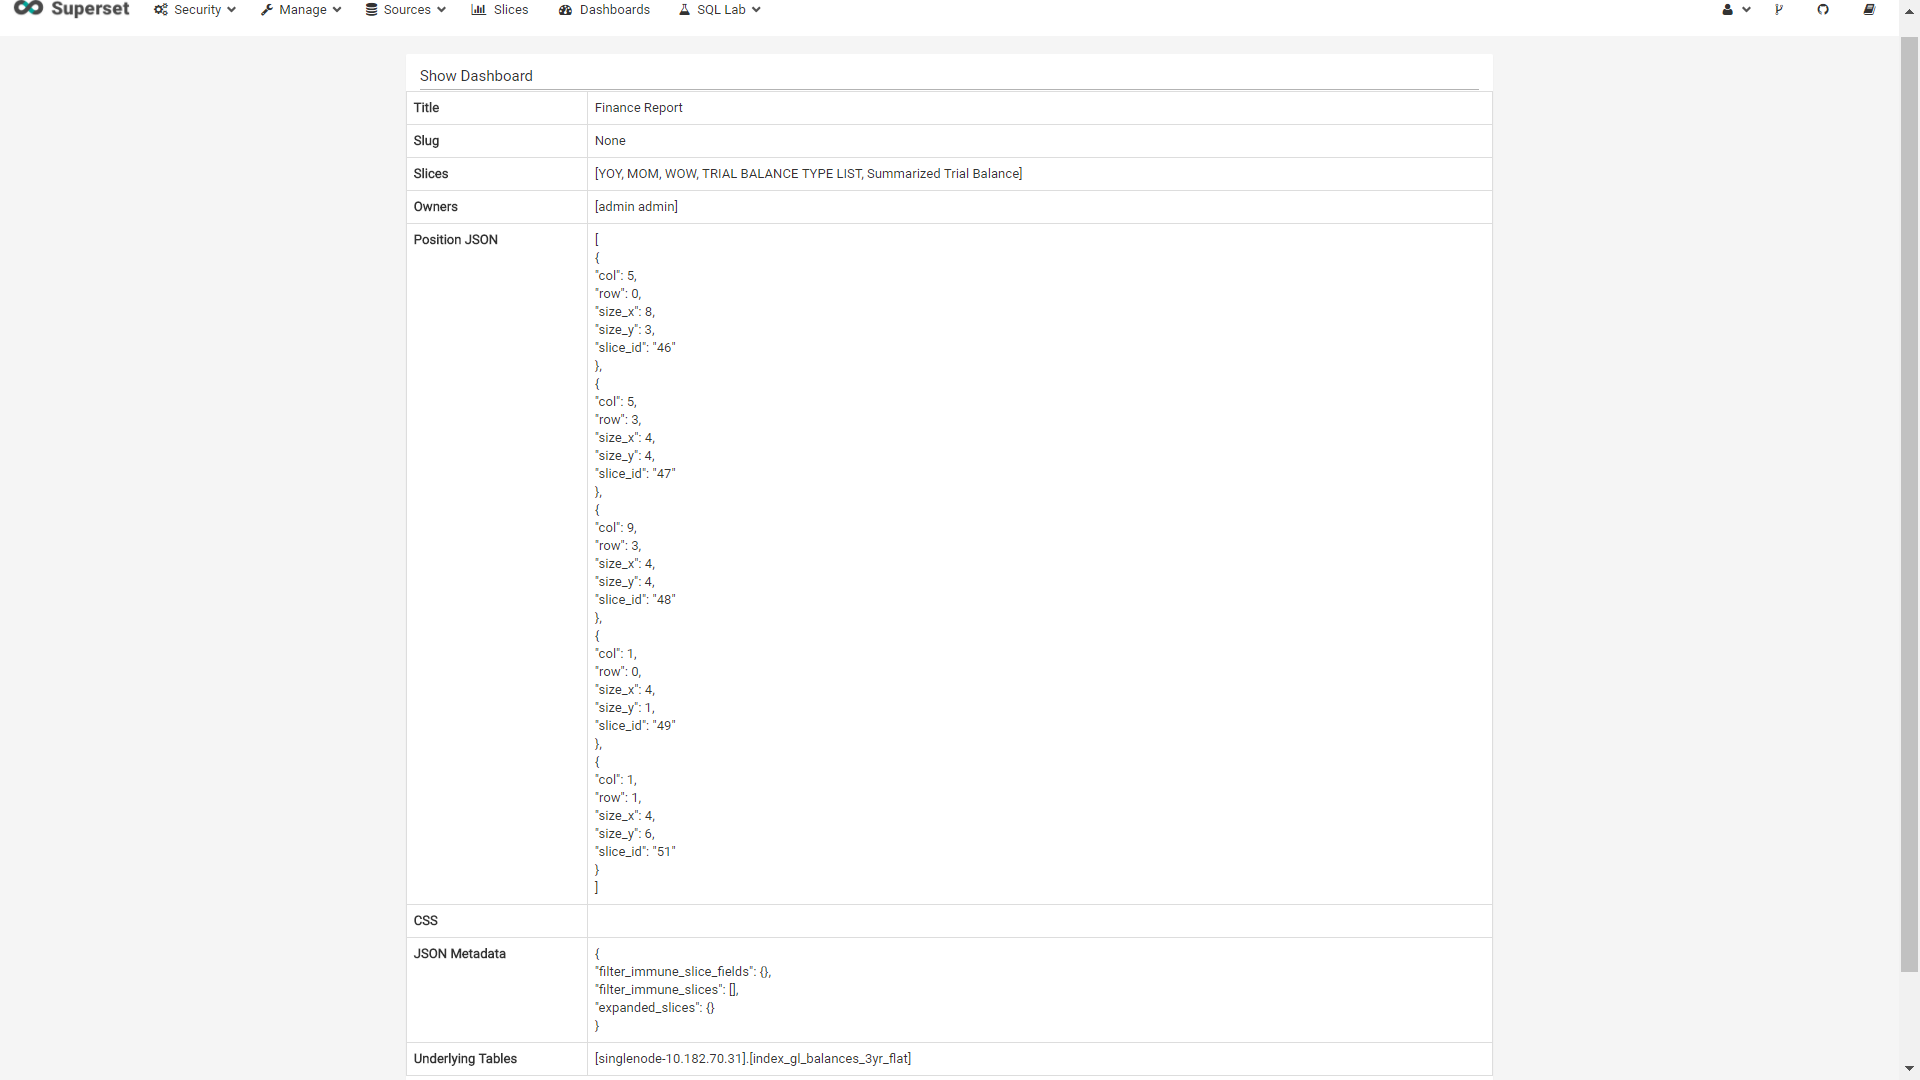 Superset Security Manage Sources Slices Dashboards SQL Lab
Show Dashboard
Title Finance Report
Slug None
Slices [YOY, MOM, WOW, TRIAL BALANCE TYPE LIST, Summarized Trial Balance]
Owners [admin admin]
Position JSON [
{
"col": 5,
"row": 0,
"size_x": 8,
"size_y": 3,
"slice_id": "46"
},
{
"col": 5,
"row": 3,
"size_x": 4,
"size_y": 4,
"slice_id": "47"
},
{
"col": 9,
"row": 3,
"size_x": 4,
"size_y": 4,
"slice_id": "48"
},
{
"col": 1,
"row": 0,
"size_x": 4,
"size_y": 1,
"slice_id": "49"
},
{
"col": 1,
"row": 1,
"size_x": 4,
"size_y": 6,
"slice_id": "51"
}
]
CSS
JSON Metadata {
"filter_immune_slice_fields": {},
"filter_immune_slices": [],
"expanded_slices": {}
}
Underlying Tables [singlenode-10.182.70.31].[index_gl_balances_3yr_flat]